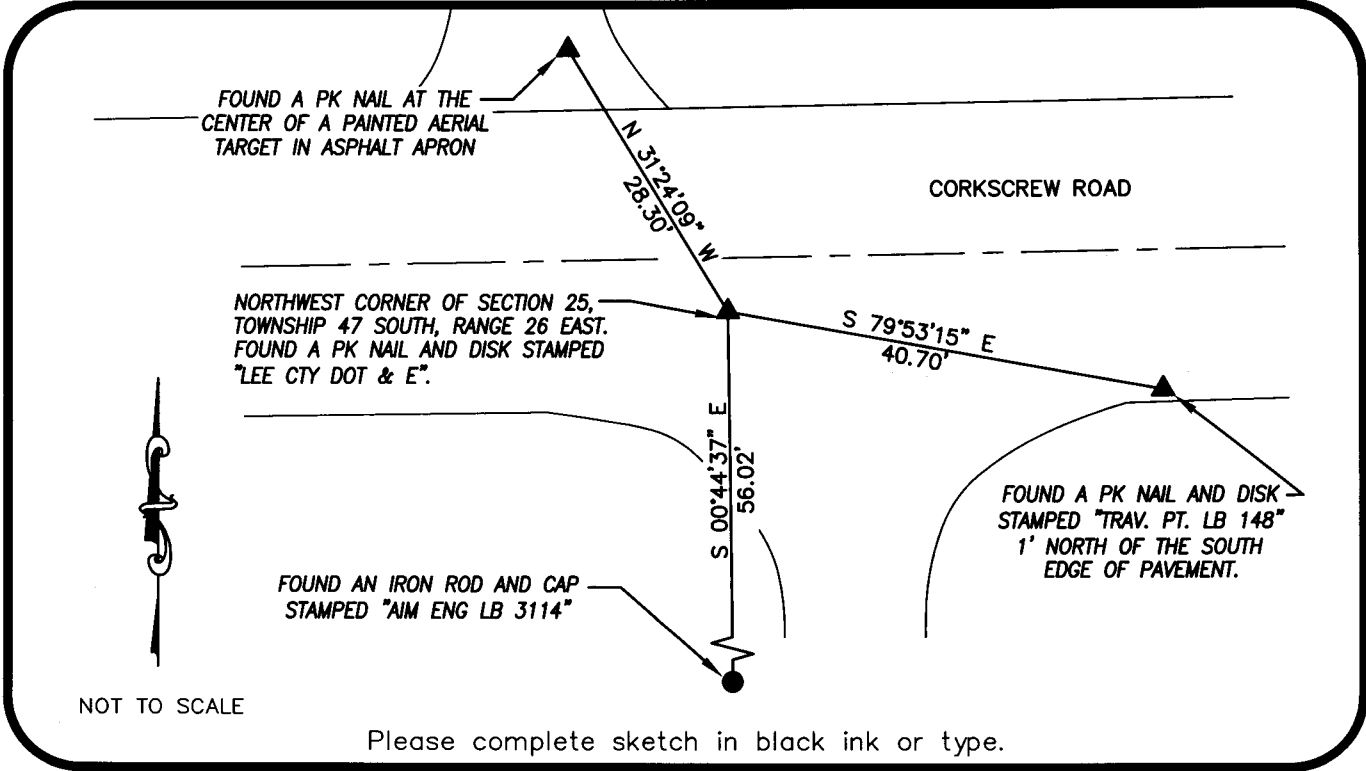 FOUND A PK NAIL AT THE
CENTER OF A PAINTED AERIAL
TARGET IN ASPHALT APRON
N 31°24'09" W
28.30'
CORKSCREW ROAD
NORTHWEST CORNER OF SECTION 25,
TOWNSHIP 47 SOUTH, RANGE 26 EAST.
FOUND A PK NAIL AND DISK STAMPED
"LEE CTY DOT & E".
S 79°53'15" E
40.70'
S 00°44'37" E
56.02'
FOUND A PK NAIL AND DISK
STAMPED "TRAV. PT. LB 148"
1' NORTH OF THE SOUTH
EDGE OF PAVEMENT.
FOUND AN IRON ROD AND CAP
STAMPED "AIM ENG LB 3114"
NOT TO SCALE
Please complete sketch in black ink or type.